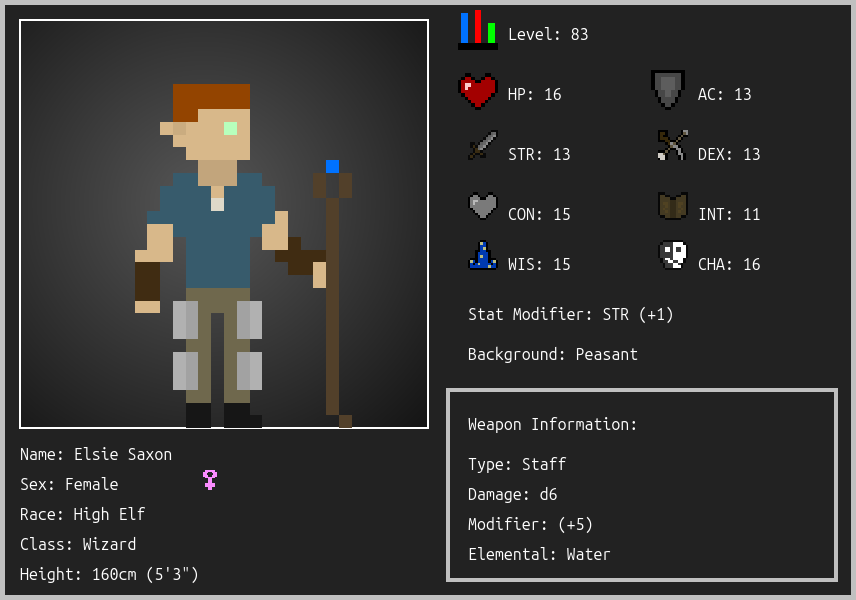 Level: 83
HP: 16
AC: 13
STR: 13
DEX: 13
CON: 15
INT: 11
WIS: 15
CHA: 16
Stat Modifier: STR (+1)
Background: Peasant
Weapon Information:
Type: Staff
Damage: d6
Modifier: (+5)
Elemental: Water
Name: Elsie Saxon
Sex: Female
Race: High Elf
Class: Wizard
Height: 160cm (5'3")